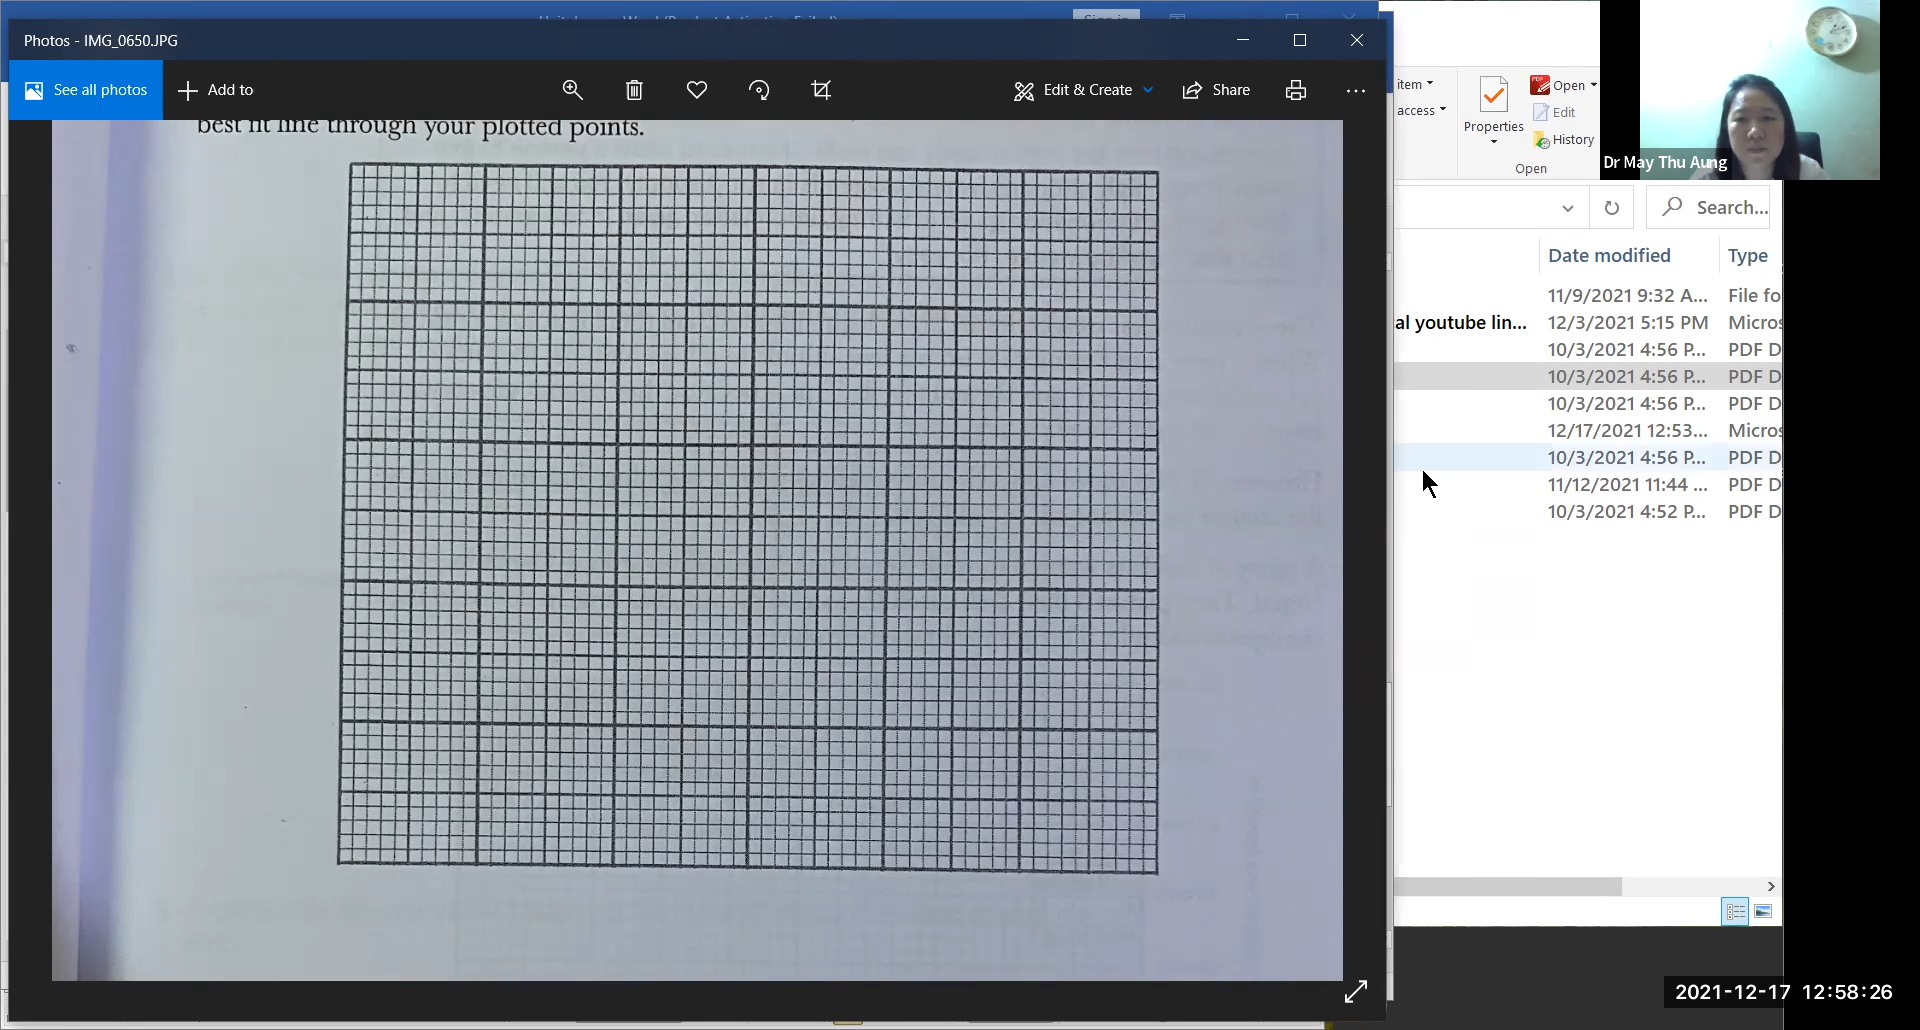 Sign in
Photos - IMG_0650.JPG
See all photos
Add to
Edit & Create
Share
best fit line through your plotted points.
item
access
Properties
Open
Edit
History
Open
Dr May Thu Aung
Search...
Date modified
Type
11/9/2021 9:32 A...
File fo
al youtube lin...
12/3/2021 5:15 PM
Micros
10/3/2021 4:56 P...
PDF D
10/3/2021 4:56 P...
PDF D
10/3/2021 4:56 P...
PDF D
12/17/2021 12:53...
Micros
10/3/2021 4:56 P...
PDF D
11/12/2021 11:44 ...
PDF D
10/3/2021 4:52 P...
PDF D
2021-12-17 12:58:26